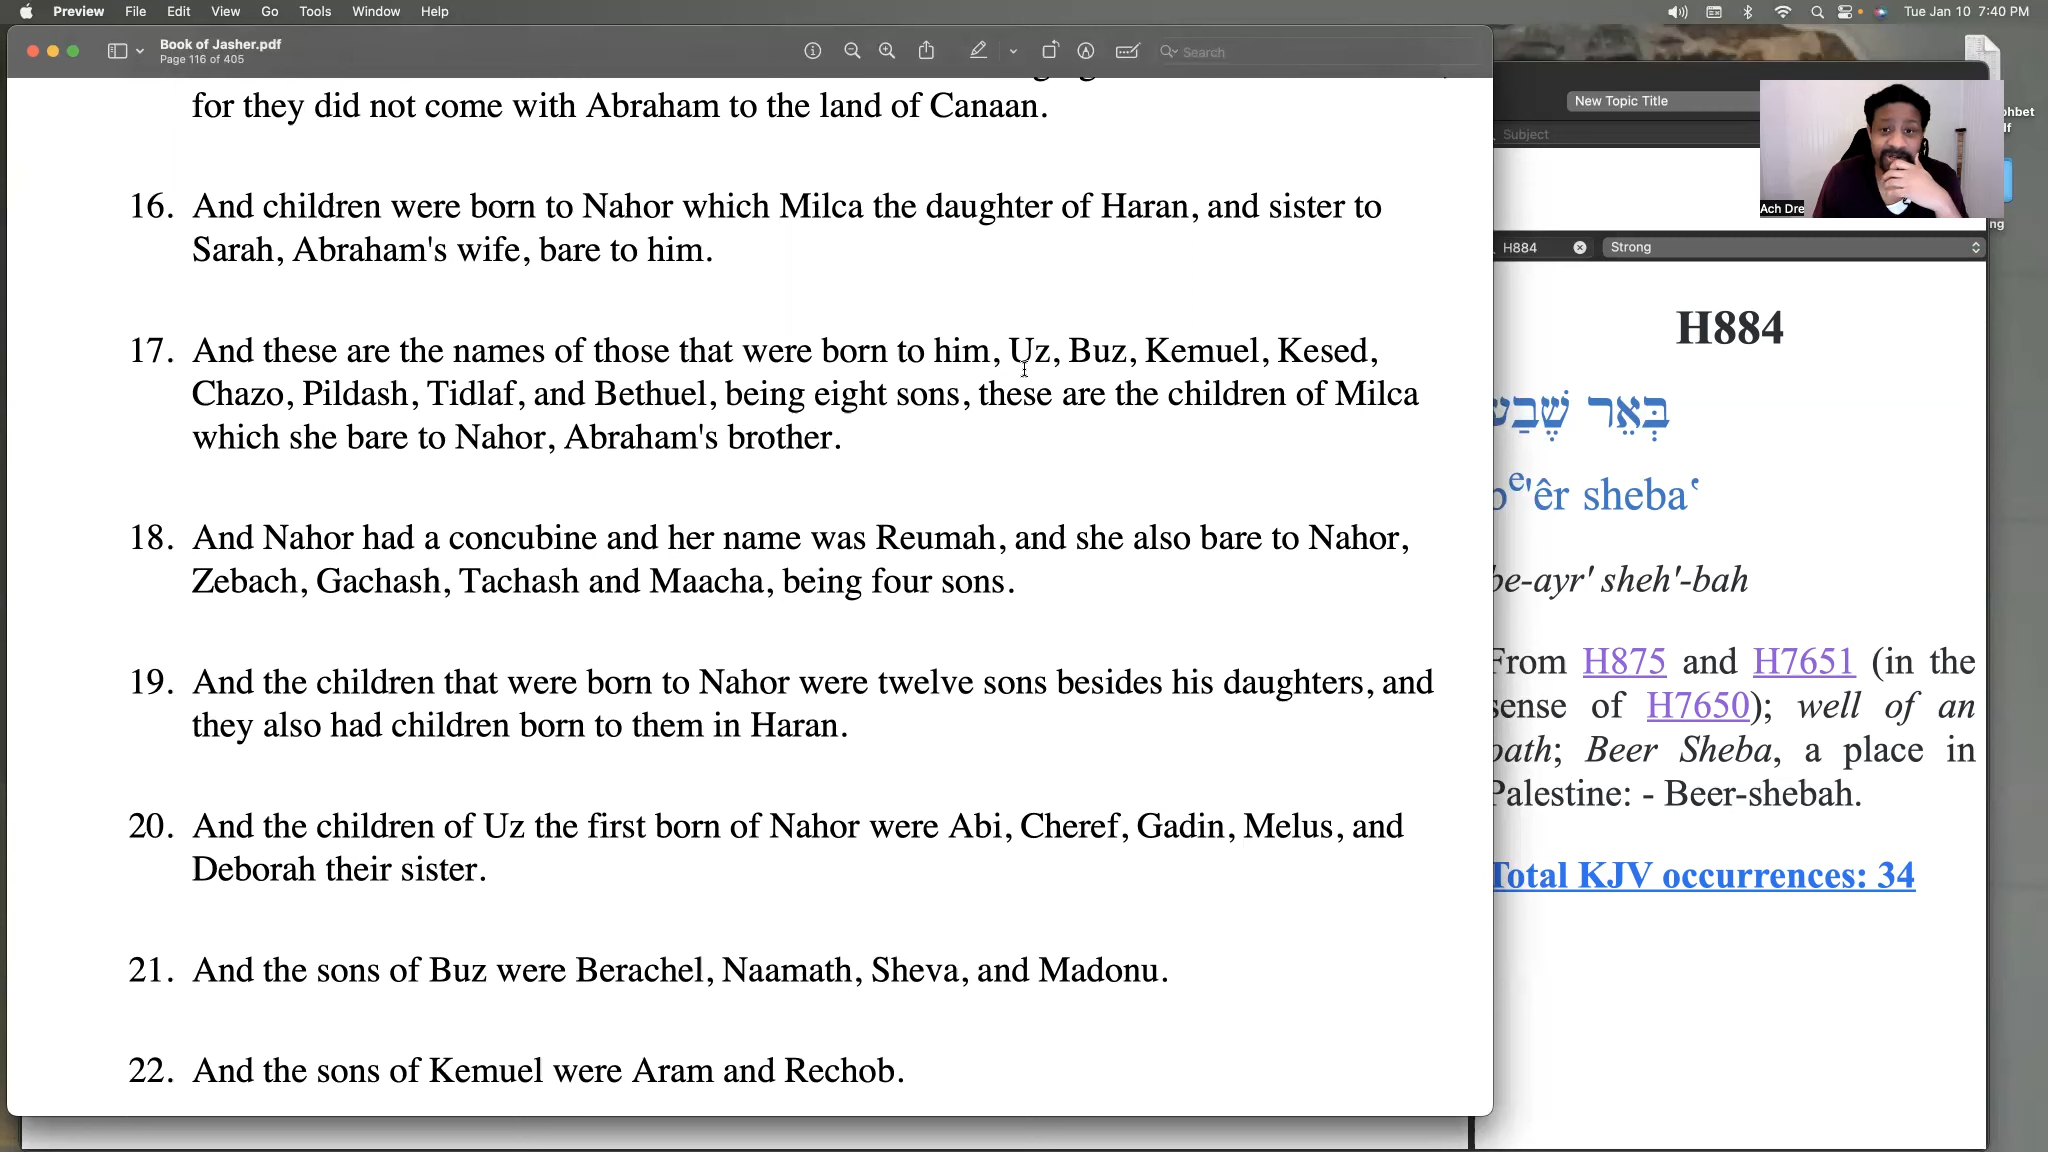 Preview File Edit View Go Tools Window Help
Tue Jan 10 7:40 PM
Book of Jasher.pdf
Page 116 of 405
Search
for they did not come with Abraham to the land of Canaan.
16. And children were born to Nahor which Milca the daughter of Haran, and sister to
Sarah, Abraham's wife, bare to him.
17. And these are the names of those that were born to him, Uz, Buz, Kemuel, Kesed,
Chazo, Pildash, Tidlaf, and Bethuel, being eight sons, these are the children of Milca
which she bare to Nahor, Abraham's brother.
18. And Nahor had a concubine and her name was Reumah, and she also bare to Nahor,
Zebach, Gachash, Tachash and Maacha, being four sons.
19. And the children that were born to Nahor were twelve sons besides his daughters, and
they also had children born to them in Haran.
20. And the children of Uz the first born of Nahor were Abi, Cheref, Gadin, Melus, and
Deborah their sister.
21. And the sons of Buz were Berachel, Naamath, Sheva, and Madonu.
22. And the sons of Kemuel were Aram and Rechob.
New Topic Title
Subject
Ach Dre
H884
Strong
H884
בְּאֵר שֶׁבַע
bᵉ'êr sheba‛
be-ayr' sheh'-bah
From H875 and H7651 (in the
sense of H7650); well of an
oath; Beer Sheba, a place in
Palestine: - Beer-shebah.
Total KJV occurrences: 34